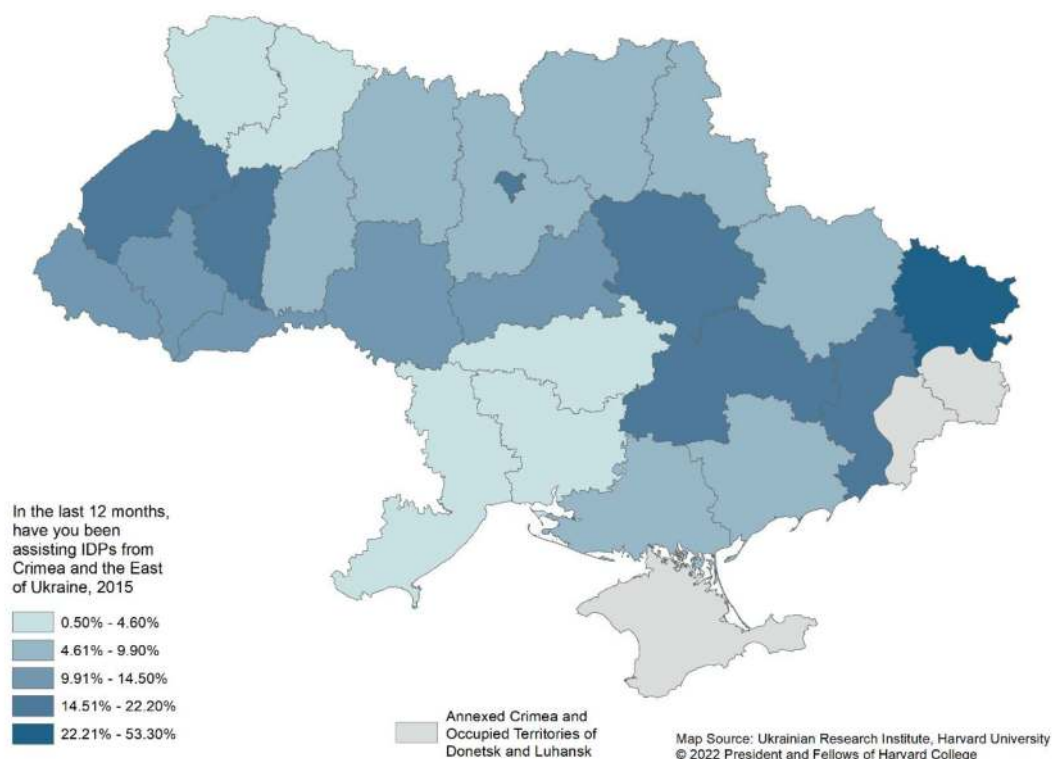 In the last 12 months,
have you been
assisting IDPs from
Crimea and the East
of Ukraine, 2015
0.50% - 4.60%
4.61% - 9.90%
9.91% - 14.50%
14.51% - 22.20%
22.21% - 53.30%
Annexed Crimea and
Occupied Territories of
Donetsk and Luhansk
Map Source: Ukrainian Research Institute, Harvard University
© 2022 President and Fellows of Harvard College